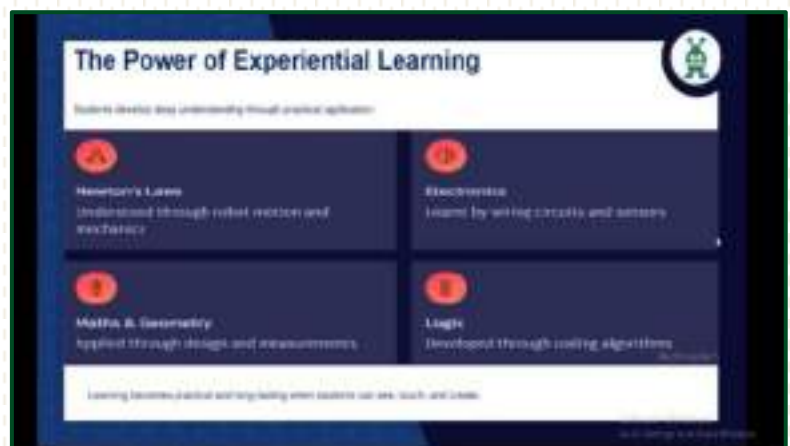 The Power of Experiential Learning
Students develop deep understanding through practical application
Newton's Laws
Understood through robot motion and
mechanics
Electronics
Learnt by wiring circuits and sensors
Maths & Geometry
Applied through design and measurements
Logic
Developed through coding algorithms
Learning becomes practical and long-lasting when students can see, touch, and create